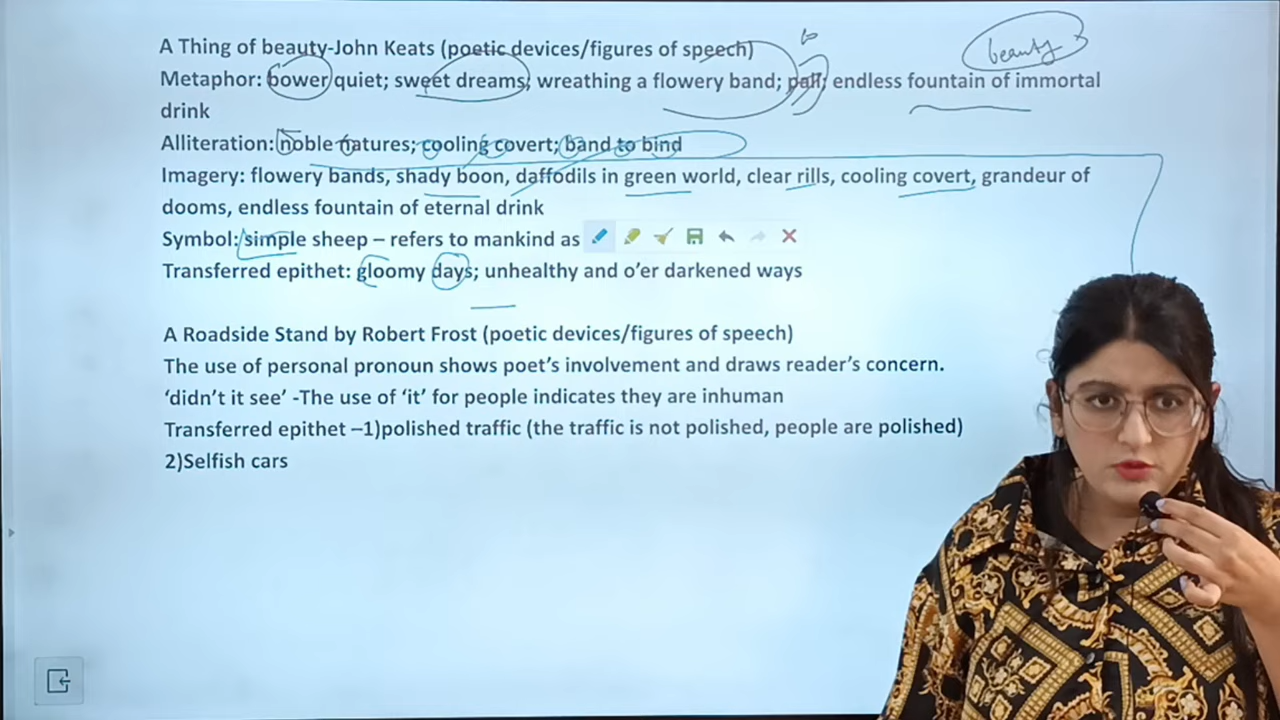 A Thing of beauty-John Keats (poetic devices/figures of speech)
beauty
Metaphor: bower quiet; sweet dreams, wreathing a flowery band; pall; endless fountain of immortal
drink
Alliteration: noble natures; cooling covert; band to bind
Imagery: flowery bands, shady boon, daffodils in green world, clear rills, cooling covert, grandeur of
dooms, endless fountain of eternal drink
Symbol: simple sheep – refers to mankind as
Transferred epithet: gloomy days; unhealthy and o’er darkened ways
A Roadside Stand by Robert Frost (poetic devices/figures of speech)
The use of personal pronoun shows poet’s involvement and draws reader’s concern.
‘didn’t it see’ -The use of ‘it’ for people indicates they are inhuman
Transferred epithet –1)polished traffic (the traffic is not polished, people are polished)
2)Selfish cars